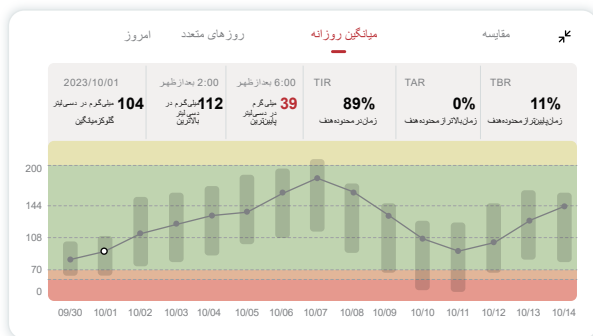 مقایسه
میانگین روزانه
روزهای متعدد
امروز
TBR
11%
زمان پایین‌تر از محدوده هدف
TAR
0%
زمان بالاتر از محدوده هدف
TIR
89%
زمان در محدوده هدف
6:00 بعدازظهر
39 میلی‌گرم در دسی‌لیتر
پایین‌ترین
2:00 بعدازظهر
112 میلی‌گرم در دسی‌لیتر
بالاترین
2023/10/01
104 میلی‌گرم در دسی‌لیتر
گلوکز میانگین
200
144
108
70
0
09/30 10/01 10/02 10/03 10/04 10/05 10/06 10/07 10/08 10/09 10/10 10/11 10/12 10/13 10/14